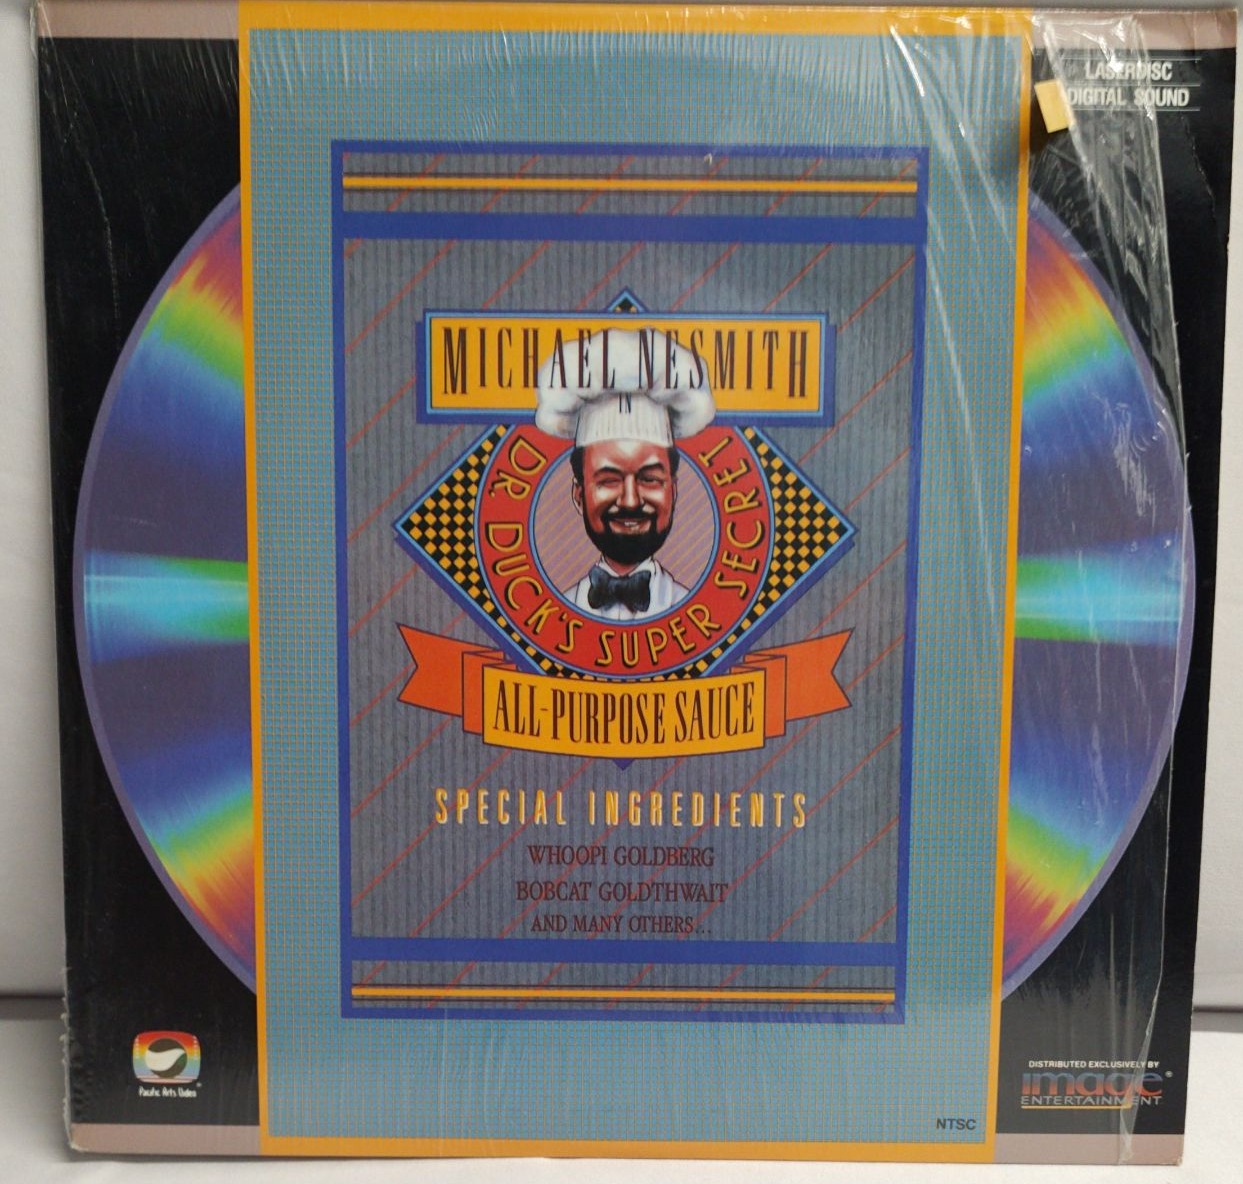 LASERDISC
DIGITAL SOUND
MICHAEL NESMITH
IN
DR. DUCK'S SUPER SECRET
ALL-PURPOSE SAUCE
SPECIAL INGREDIENTS
WHOOPI GOLDBERG
BOBCAT GOLDTHWAIT
AND MANY OTHERS...
Pacific Arts Video
DISTRIBUTED EXCLUSIVELY BY
image®
ENTERTAINMENT
NTSC